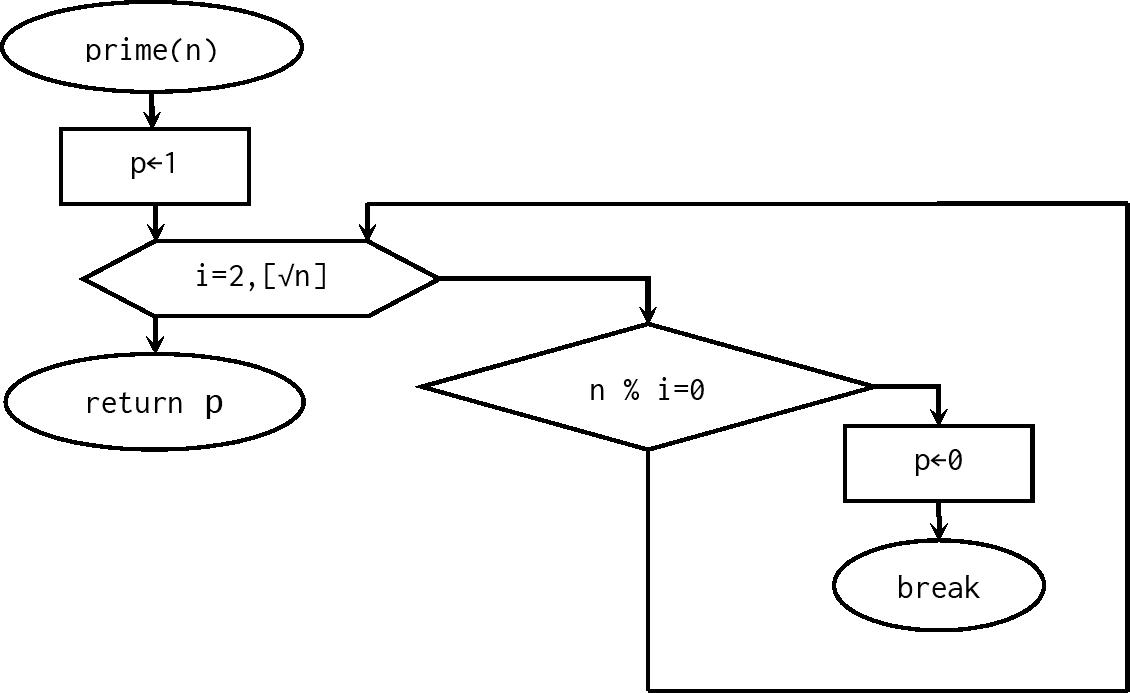 prime(n)
p←1
i=2,[√n]
return p
n % i=0
p←0
break